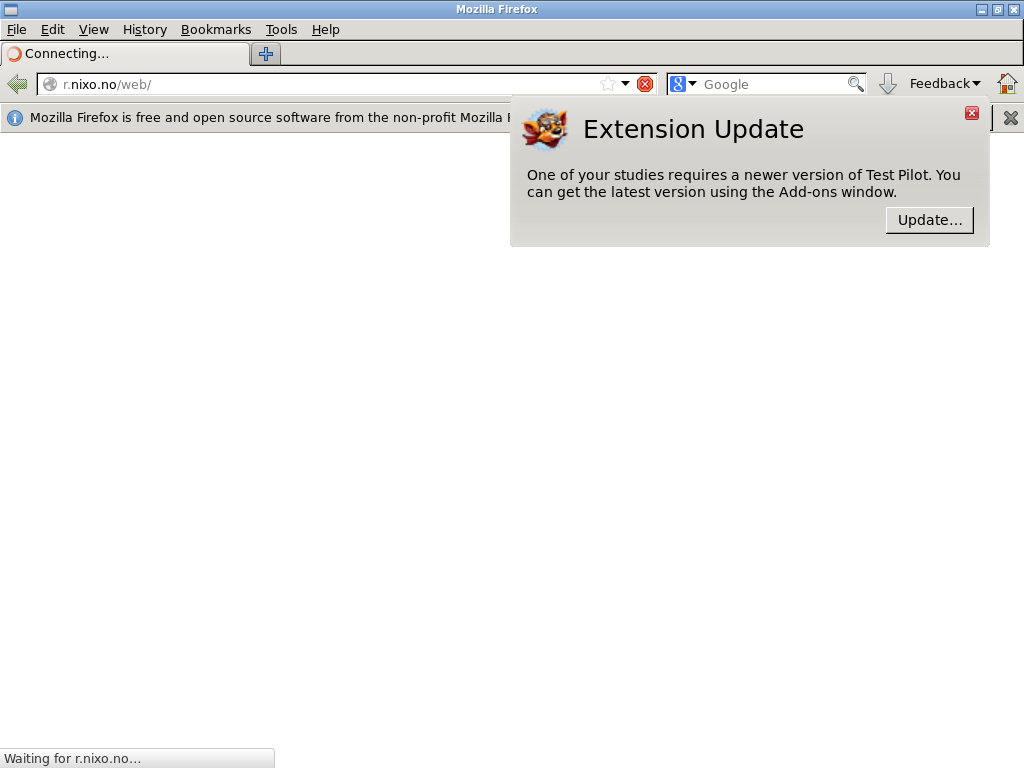 Mozilla Firefox
File Edit View History Bookmarks Tools Help
Connecting...
r.nixo.no/web/
Google
Feedback
Mozilla Firefox is free and open source software from the non-profit Mozilla
Extension Update
One of your studies requires a newer version of Test Pilot. You
can get the latest version using the Add-ons window.
Update...
Waiting for r.nixo.no...